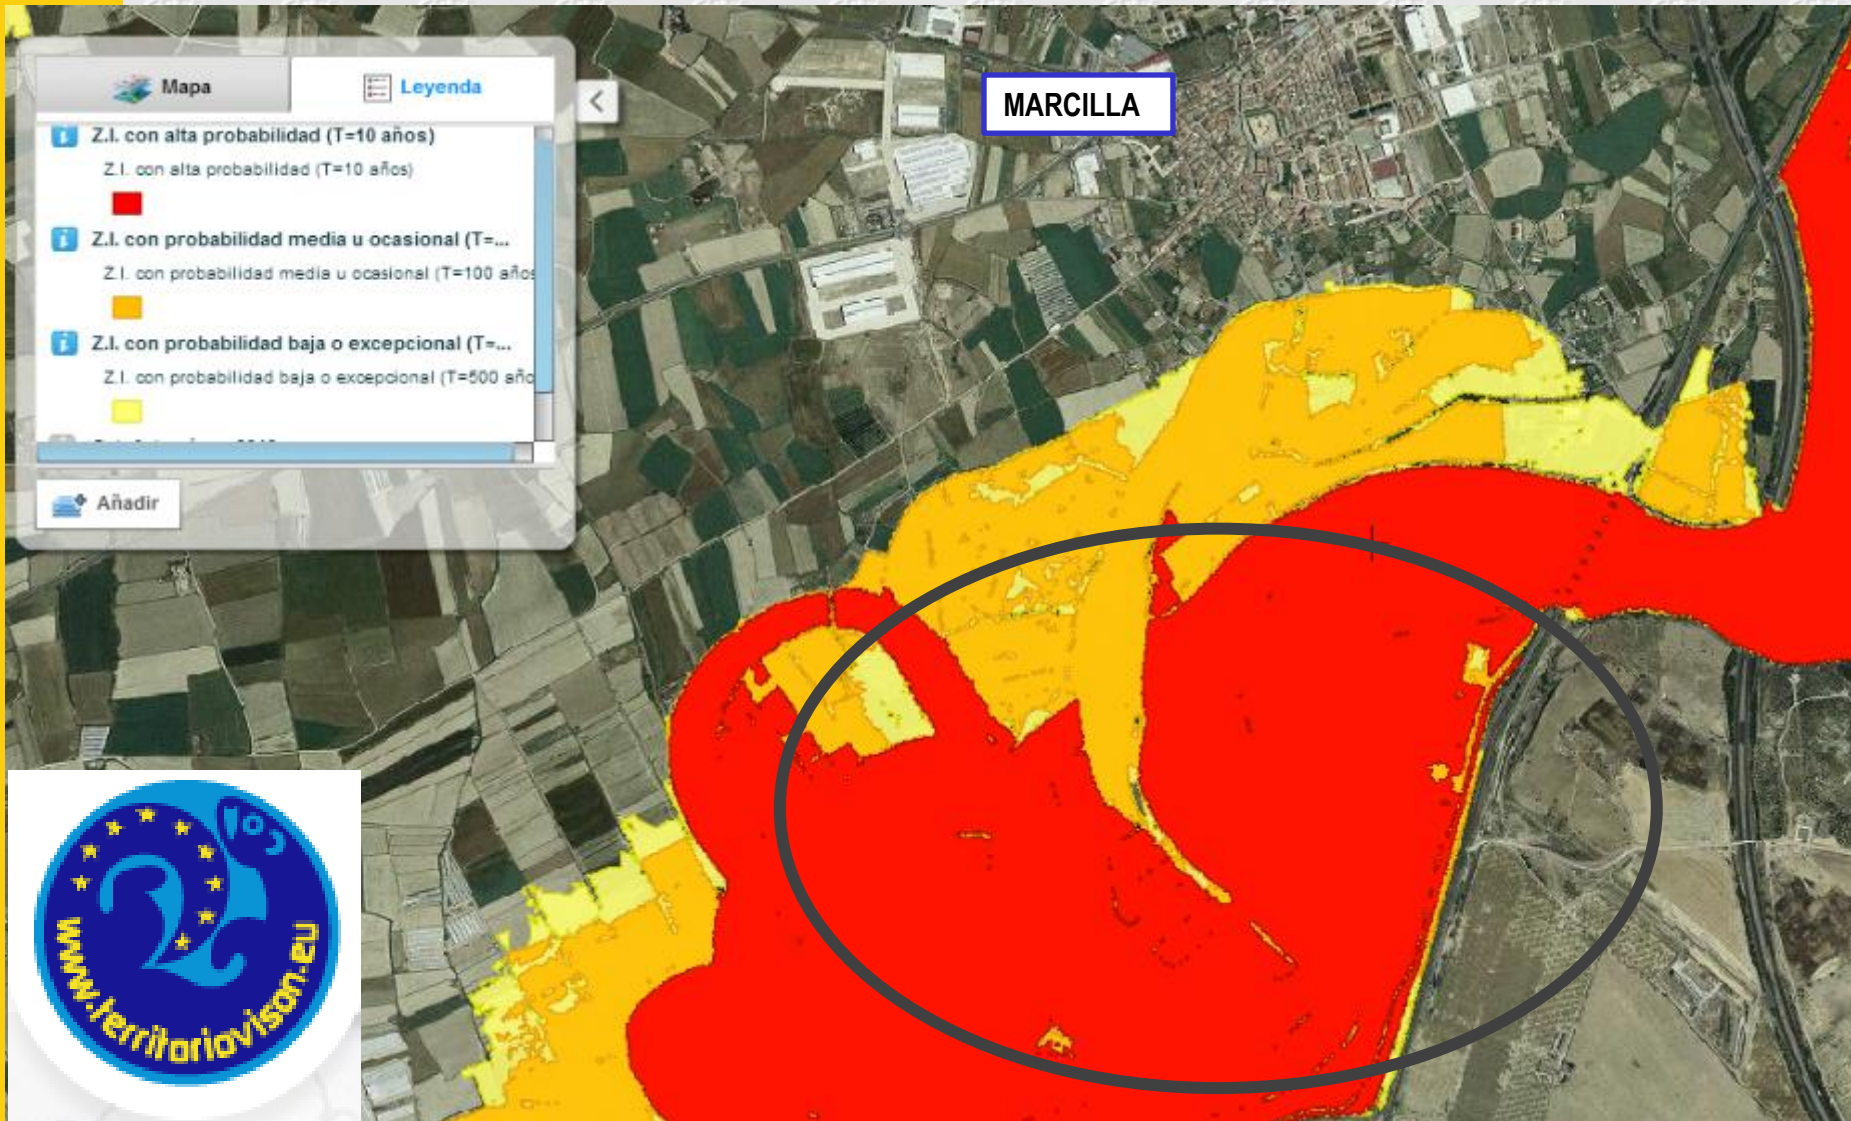 Mapa
Leyenda
Z.I. con alta probabilidad (T=10 años)
Z.I. con alta probabilidad (T=10 años)
Z.I. con probabilidad media u ocasional (T=...
Z.I. con probabilidad media u ocasional (T=100 años
Z.I. con probabilidad baja o excepcional (T=...
Z.I. con probabilidad baja o excepcional (T=500 año
Añadir
MARCILLA
www.territoriovison.eu